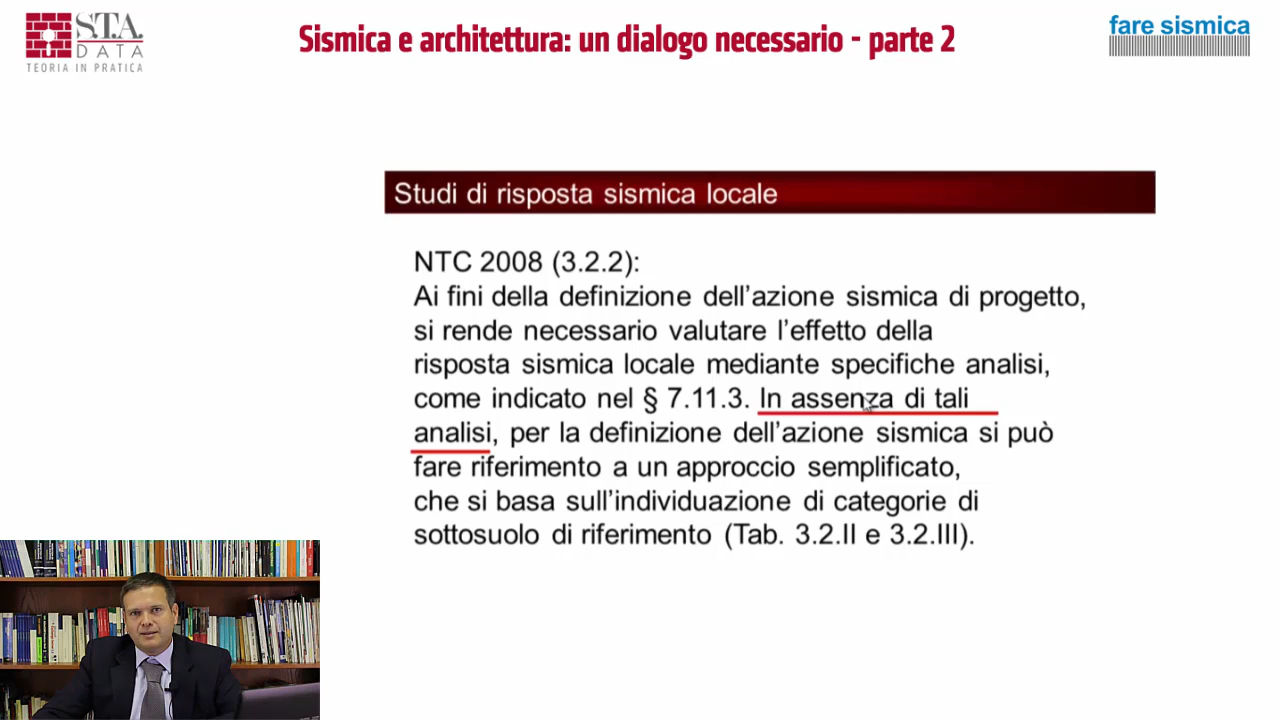 S.T.A.
DATA
TEORIA IN PRATICA
Sismica e architettura: un dialogo necessario - parte 2
fare sismica
Studi di risposta sismica locale
NTC 2008 (3.2.2):
Ai fini della definizione dell’azione sismica di progetto,
si rende necessario valutare l’effetto della
risposta sismica locale mediante specifiche analisi,
come indicato nel § 7.11.3. In assenza di tali
analisi, per la definizione dell’azione sismica si può
fare riferimento a un approccio semplificato,
che si basa sull’individuazione di categorie di
sottosuolo di riferimento (Tab. 3.2.II e 3.2.III).